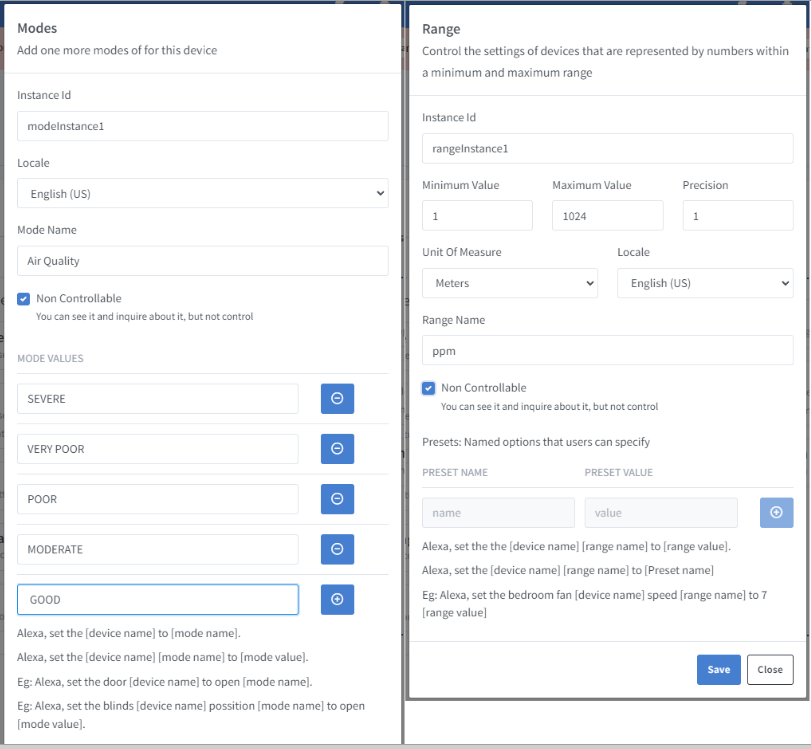 Modes
Add one more modes of for this device
Instance Id
modeInstance1
Locale
English (US)
Mode Name
Air Quality
Non Controllable
You can see it and inquire about it, but not control
MODE VALUES
SEVERE
VERY POOR
POOR
MODERATE
GOOD
Alexa, set the [device name] to [mode name].
Alexa, set the [device name] [mode name] to [mode value].
Eg: Alexa, set the door [device name] to open [mode name].
Eg: Alexa, set the blinds [device name] possition [mode name] to open
[mode value].
Range
Control the settings of devices that are represented by numbers within
a minimum and maximum range
Instance Id
rangeInstance1
Minimum Value Maximum Value Precision
1 1024 1
Unit Of Measure Locale
Meters English (US)
Range Name
ppm
Non Controllable
You can see it and inquire about it, but not control
Presets: Named options that users can specify
PRESET NAME PRESET VALUE
name value
Alexa, set the the [device name] [range name] to [range value].
Alexa, set the [device name] [range name] to [Preset name]
Eg: Alexa, set the bedroom fan [device name] speed [range name] to 7
[range value]
Save Close